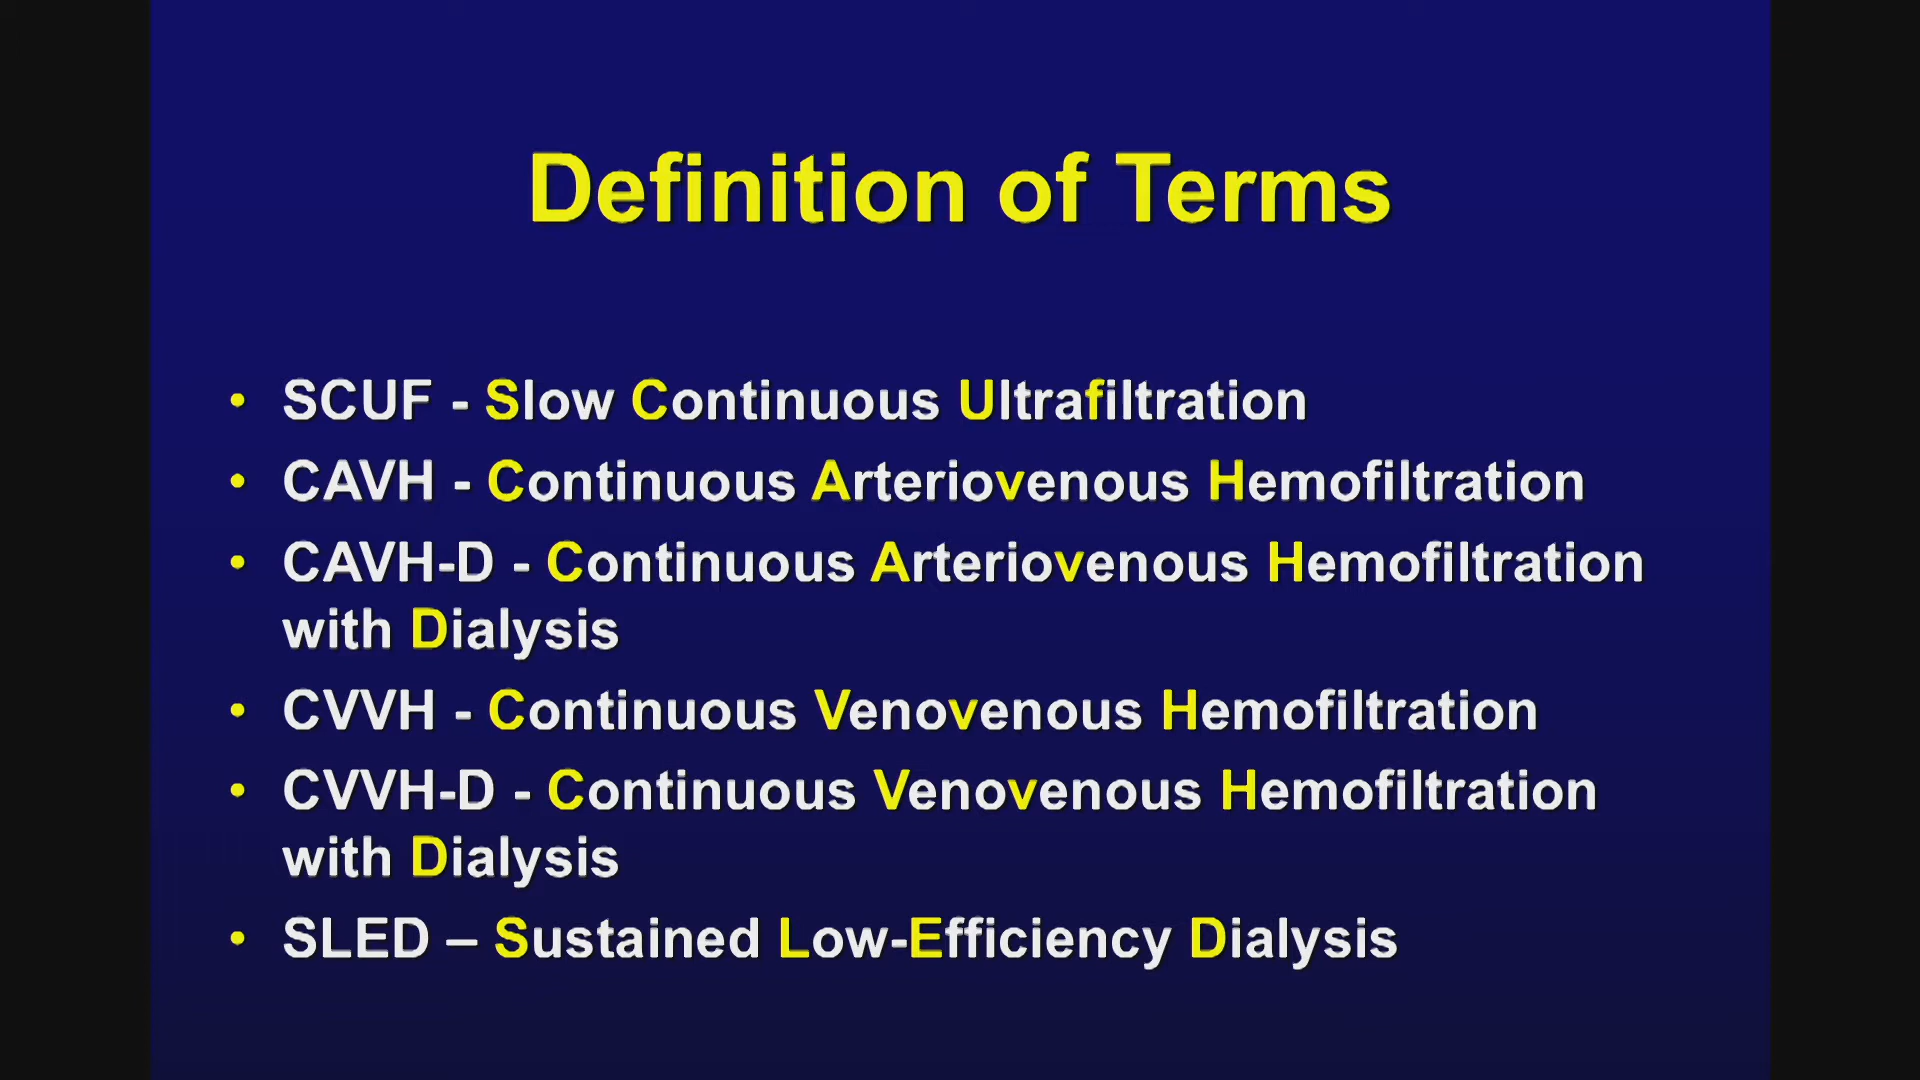 Definition of Terms
• SCUF - Slow Continuous Ultrafiltration
• CAVH - Continuous Arteriovenous Hemofiltration
• CAVH-D - Continuous Arteriovenous Hemofiltration
with Dialysis
• CVVH - Continuous Venovenous Hemofiltration
• CVVH-D - Continuous Venovenous Hemofiltration
with Dialysis
• SLED – Sustained Low-Efficiency Dialysis